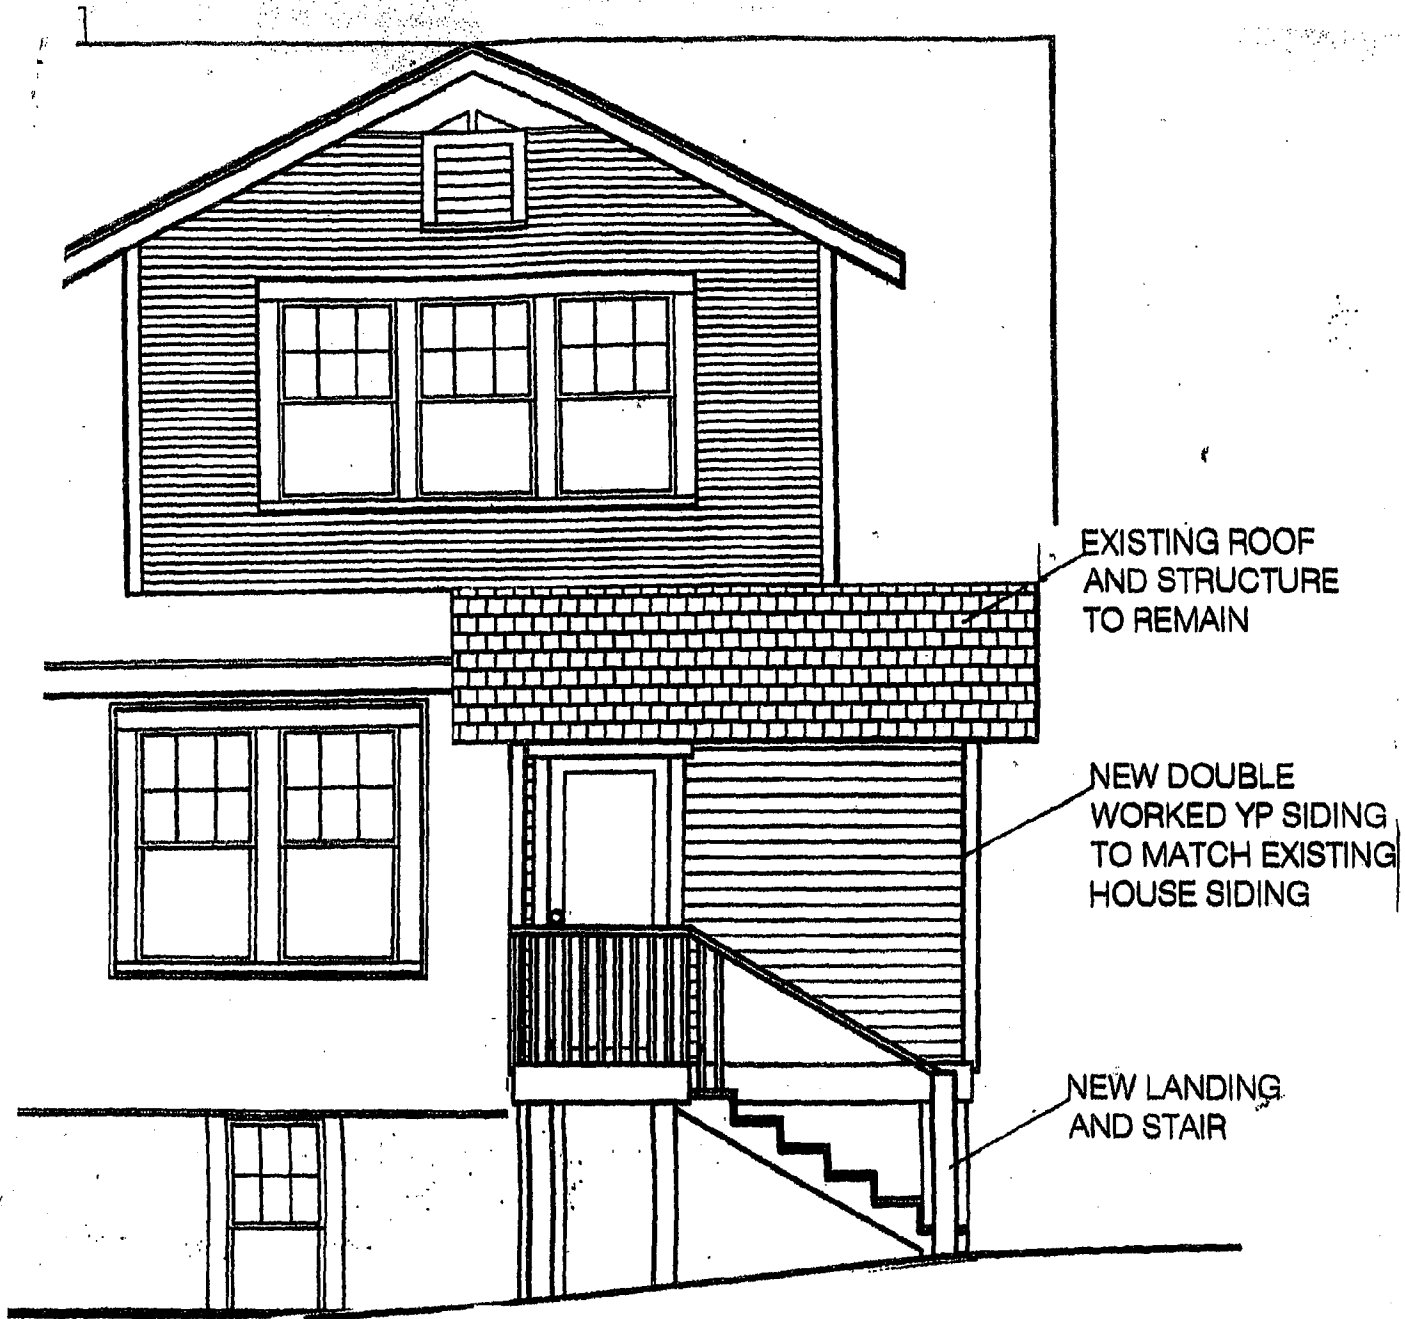 EXISTING ROOF
AND STRUCTURE
TO REMAIN
NEW DOUBLE
WORKED YP SIDING
TO MATCH EXISTING
HOUSE SIDING
NEW LANDING
AND STAIR